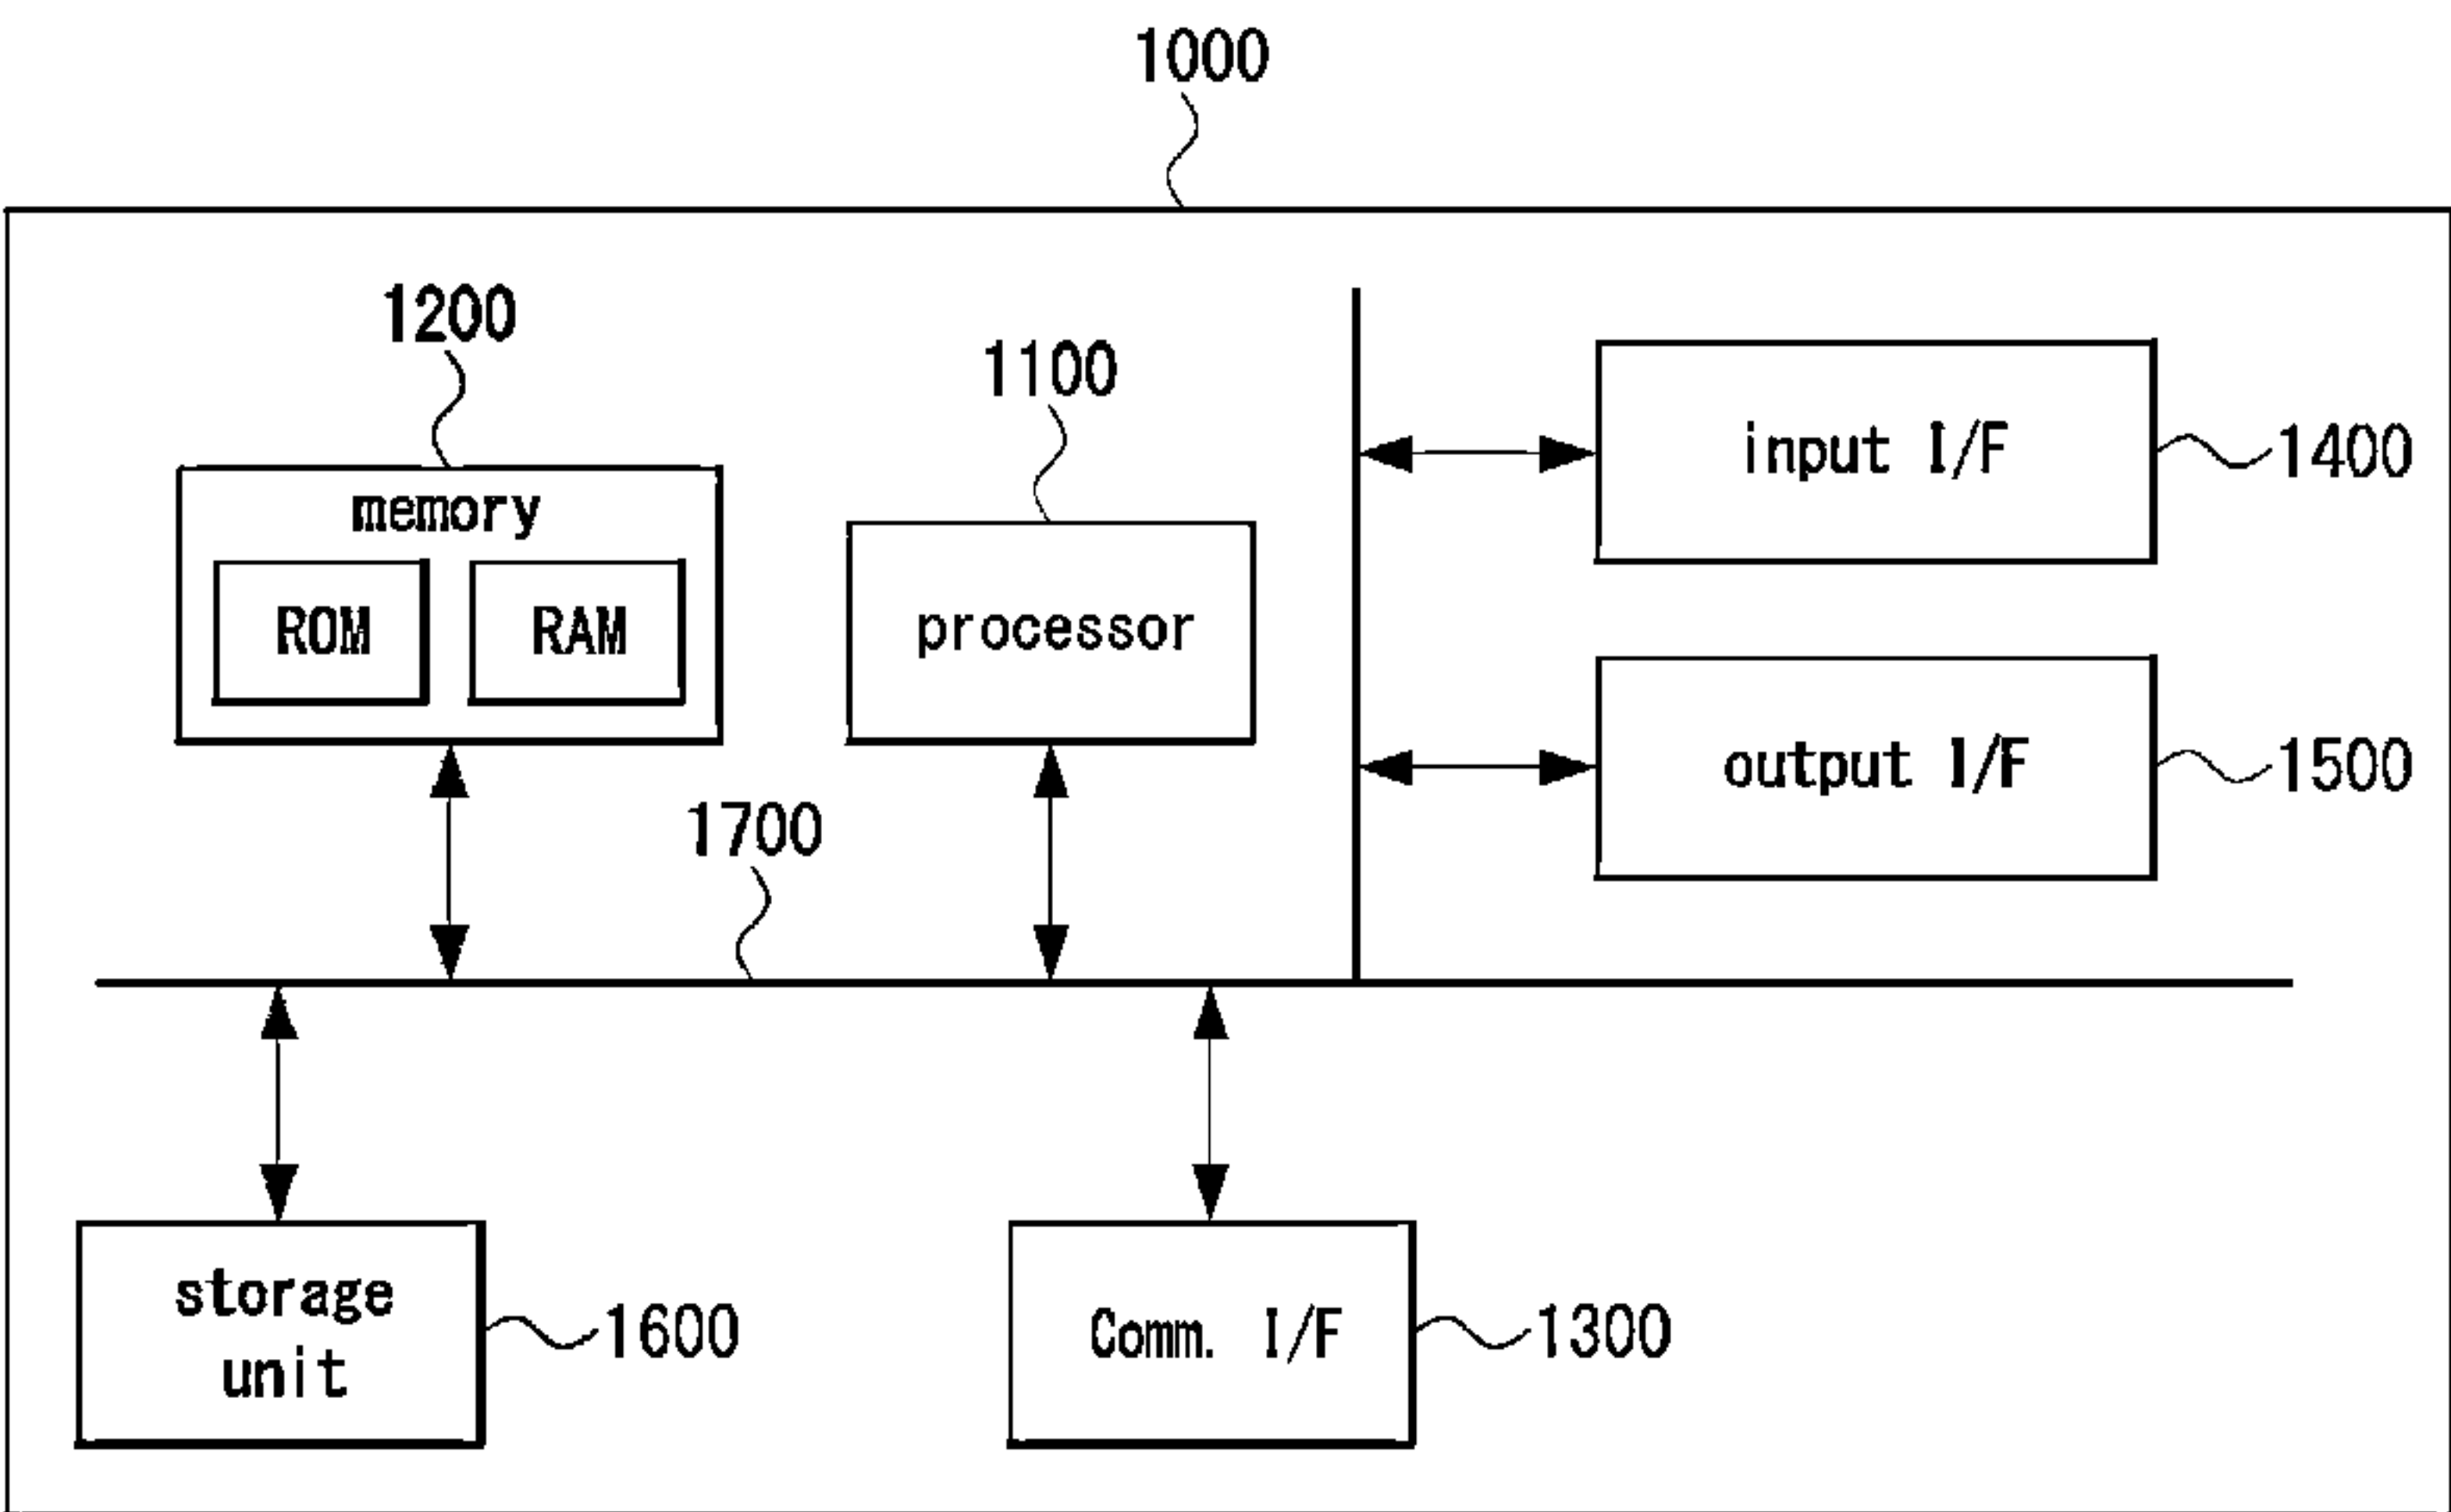 1000
1200
1100
memory
ROM
RAM
processor
input I/F
1400
output I/F
1500
1700
storage
unit
1600
Comm. I/F
1300